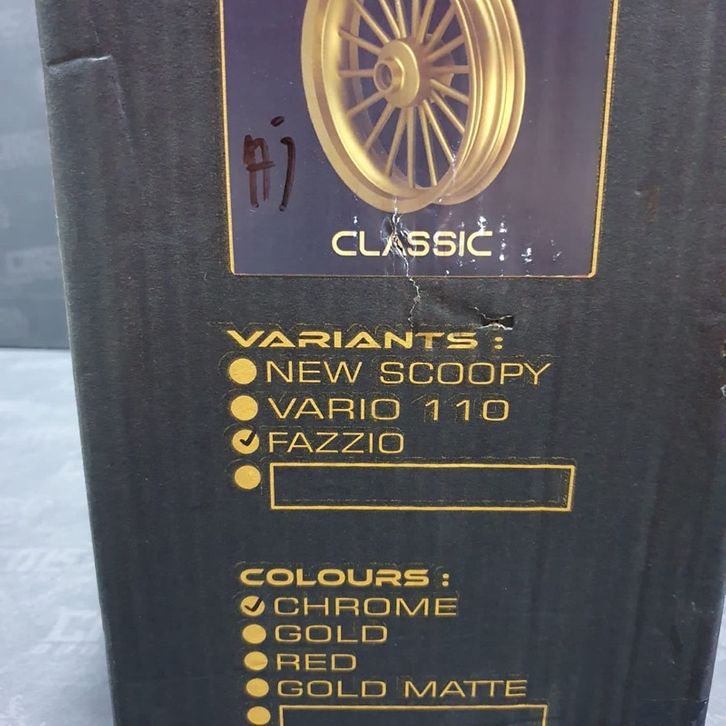 CLASSIC
VARIANTS :
NEW SCOOPY
VARIO 110
FAZZIO
COLOURS :
CHROME
GOLD
RED
GOLD MATTE